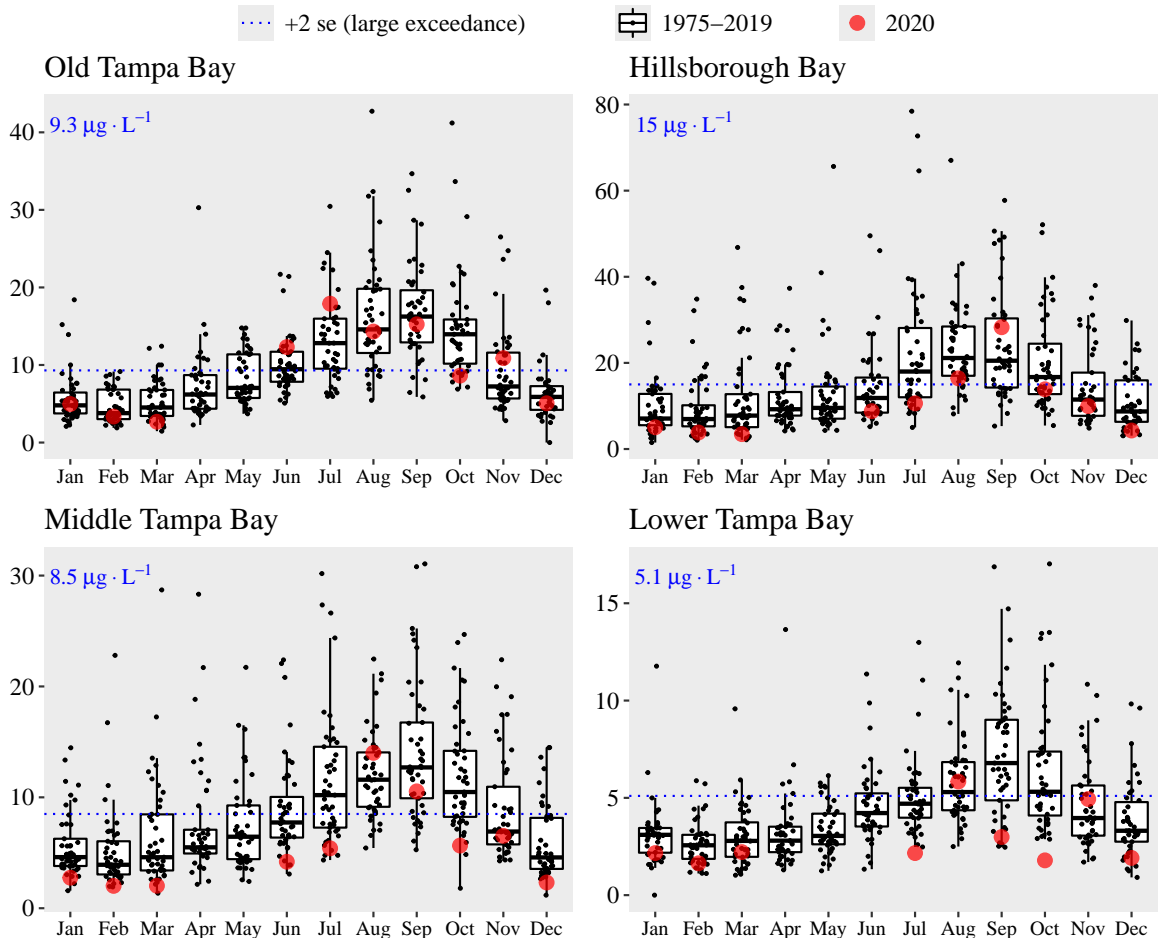 +2 se (large exceedance) 1975–2019 2020
Old Tampa Bay
9.3 μg · L⁻¹
40
30
20
10
0
Jan Feb Mar Apr May Jun Jul Aug Sep Oct Nov Dec
Hillsborough Bay
15 μg · L⁻¹
80
60
40
20
0
Jan Feb Mar Apr May Jun Jul Aug Sep Oct Nov Dec
Middle Tampa Bay
8.5 μg · L⁻¹
30
20
10
0
Jan Feb Mar Apr May Jun Jul Aug Sep Oct Nov Dec
Lower Tampa Bay
5.1 μg · L⁻¹
15
10
5
0
Jan Feb Mar Apr May Jun Jul Aug Sep Oct Nov Dec